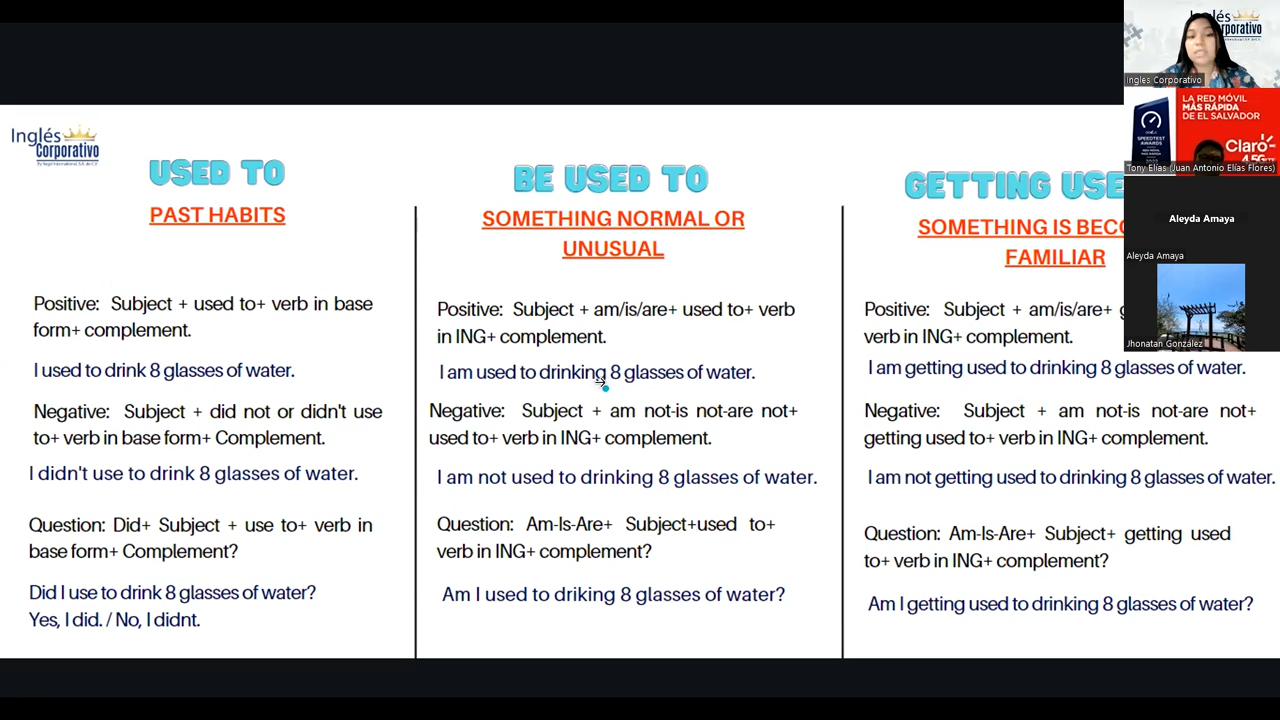 Inglés
Corporativo
USED TO
PAST HABITS
Positive: Subject + used to+ verb in base
form+ complement.
I used to drink 8 glasses of water.
Negative: Subject + did not or didn't use
to+ verb in base form+ Complement.
I didn't use to drink 8 glasses of water.
Question: Did+ Subject + use to+ verb in
base form+ Complement?
Did I use to drink 8 glasses of water?
Yes, I did. / No, I didnt.
BE USED TO
SOMETHING NORMAL OR
UNUSUAL
Positive: Subject + am/is/are+ used to+ verb
in ING+ complement.
I am used to drinking 8 glasses of water.
Negative: Subject + am not-is not-are not+
used to+ verb in ING+ complement.
I am not used to drinking 8 glasses of water.
Question: Am-Is-Are+ Subject+used to+
verb in ING+ complement?
Am I used to driking 8 glasses of water?
GETTING USE
SOMETHING IS BECO
FAMILIAR
Positive: Subject + am/is/are+ g
verb in ING+ complement.
I am getting used to drinking 8 glasses of water.
Negative: Subject + am not-is not-are not+
getting used to+ verb in ING+ complement.
I am not getting used to drinking 8 glasses of water.
Question: Am-Is-Are+ Subject+ getting used
to+ verb in ING+ complement?
Am I getting used to drinking 8 glasses of water?
Inglés Corporativo
LA RED MÓVIL
MÁS RÁPIDA
DE EL SALVADOR
SPEEDTEST
AWARDS
Claro
4.5G
Tony Elias (Juan Antonio Elías Flores)
Aleyda Amaya
Aleyda Amaya
Jhonatan González